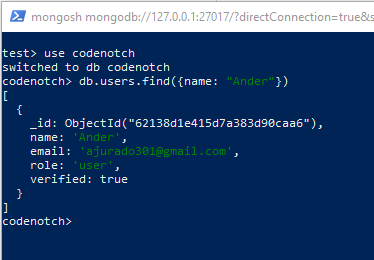 mongosh mongodb://127.0.0.1:27017/?directConnection=true&s
test> use codenotch
switched to db codenotch
codenotch> db.users.find({name: "Ander"})
[
  {
    _id: ObjectId("62138d1e415d7a383d90caa6"),
    name: 'Ander',
    email: 'ajurado301@gmail.com',
    role: 'user',
    verified: true
  }
]
codenotch>